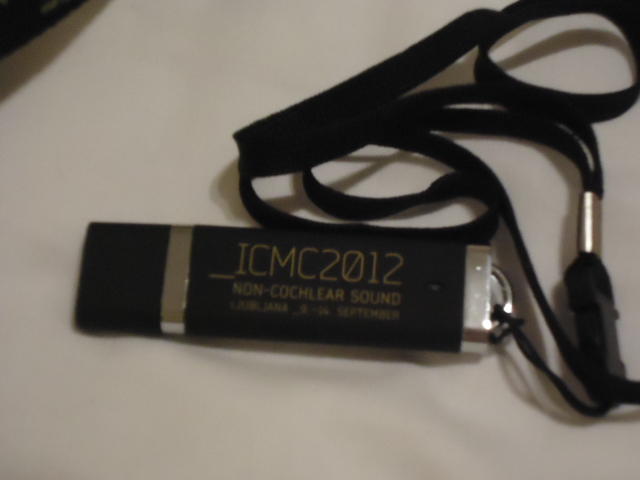 _ICMC2012
NON-COCHLEAR SOUND
LJUBLJANA _9.-14. SEPTEMBER